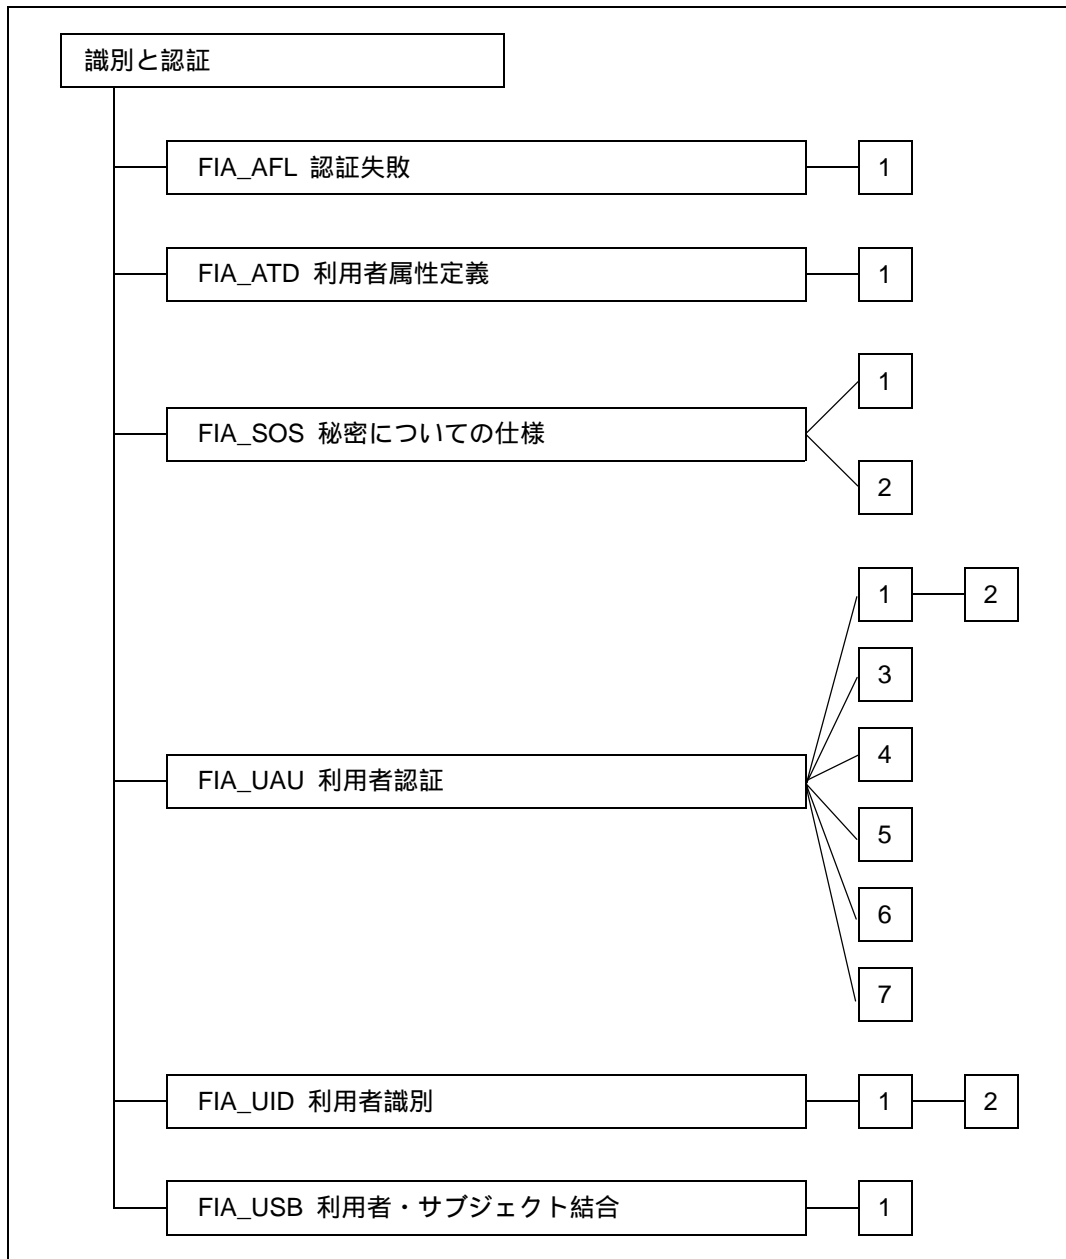 識別と認証
FIA_AFL 認証失敗
1
FIA_ATD 利用者属性定義
1
FIA_SOS 秘密についての仕様
1
2
FIA_UAU 利用者認証
1
2
3
4
5
6
7
FIA_UID 利用者識別
1
2
FIA_USB 利用者・サブジェクト結合
1